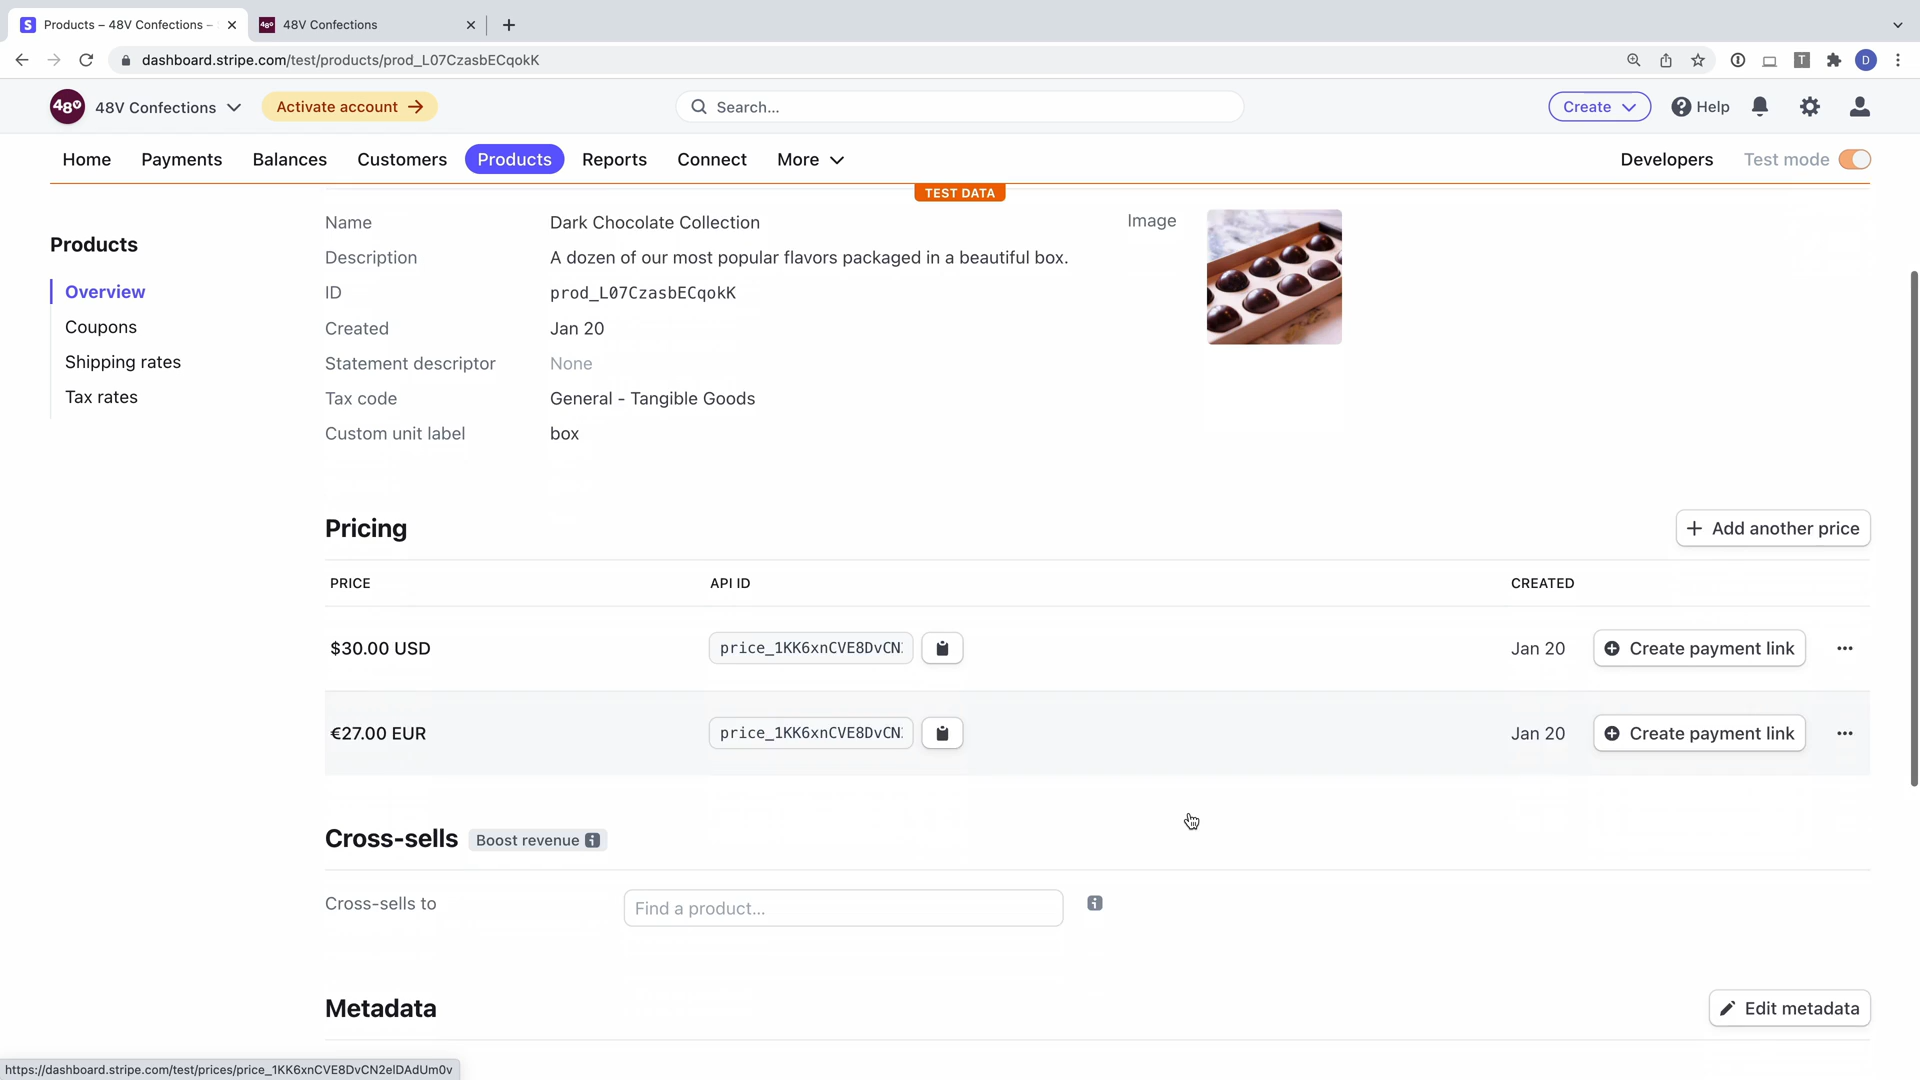 Products – 48V Confections –
48V Confections
dashboard.stripe.com/test/products/prod_L07CzasbECqokK
T
D
48V
48V Confections
Activate account
Search...
Create
Help
Home
Payments
Balances
Customers
Products
Reports
Connect
More
Developers
Test mode
TEST DATA
Products
Overview
Coupons
Shipping rates
Tax rates
Name
Dark Chocolate Collection
Image
Description
A dozen of our most popular flavors packaged in a beautiful box.
ID
prod_L07CzasbECqokK
Created
Jan 20
Statement descriptor
None
Tax code
General - Tangible Goods
Custom unit label
box
Pricing
Add another price
PRICE
API ID
CREATED
$30.00 USD
price_1KK6xnCVE8DvCN
Jan 20
Create payment link
€27.00 EUR
price_1KK6xnCVE8DvCN
Jan 20
Create payment link
Cross-sells
Boost revenue
Cross-sells to
Find a product...
Metadata
Edit metadata
https://dashboard.stripe.com/test/prices/price_1KK6xnCVE8DvCN2elDAdUm0v